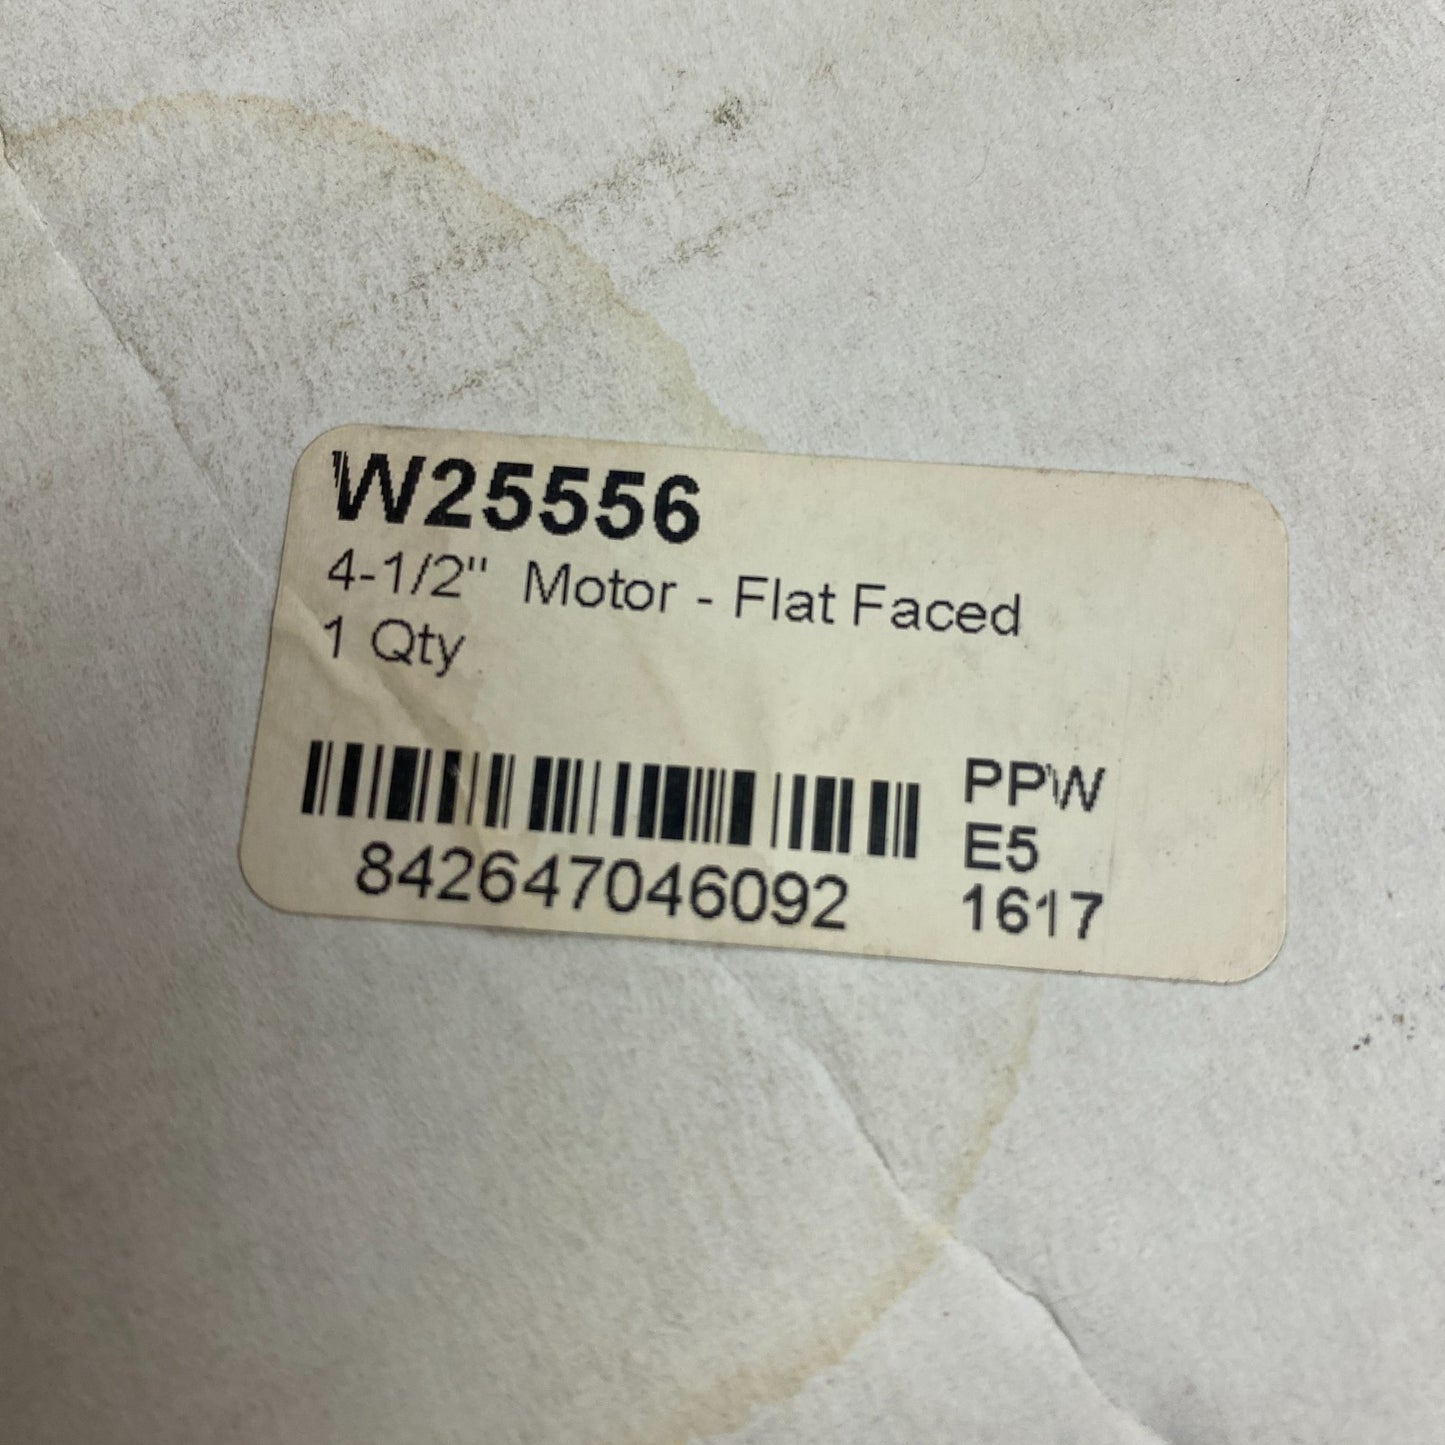 W25556
4-1/2" Motor - Flat Faced
1 Qty
842647046092
PPW
E5
1617